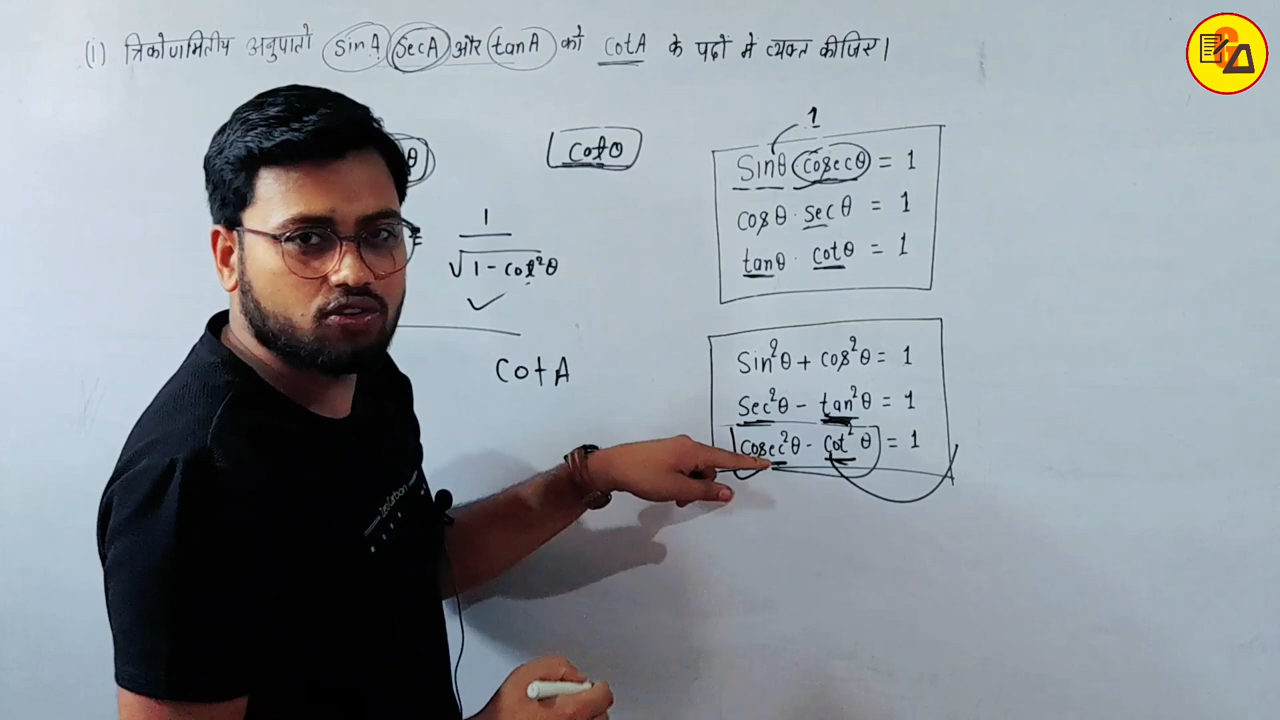 (i) त्रिकोणमितीय अनुपातो sinA, secA और tanA को cotA के पदों में व्यक्त कीजिए।
θ cotθ
= 1
√1 - cot²θ
cotA
1
Sinθ cosecθ = 1
cosθ · secθ = 1
tanθ · cotθ = 1
Sin²θ + cos²θ = 1
Sec²θ - tan²θ = 1
cosec²θ - cot²θ = 1